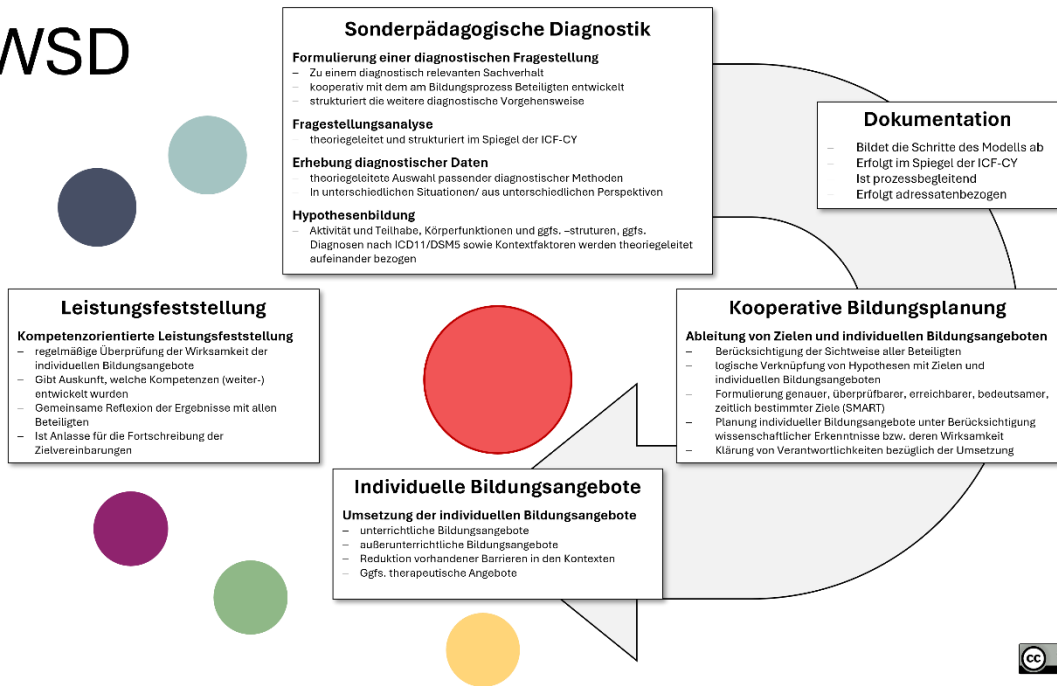 WSD
Sonderpädagogische Diagnostik
Formulierung einer diagnostischen Fragestellung
– Zu einem diagnostisch relevanten Sachverhalt
– kooperativ mit dem am Bildungsprozess Beteiligten entwickelt
– strukturiert die weitere diagnostische Vorgehensweise
Fragestellungsanalyse
– theoriegeleitet und strukturiert im Spiegel der ICF-CY
Erhebung diagnostischer Daten
– theoriegeleitete Auswahl passender diagnostischer Methoden
– In unterschiedlichen Situationen/ aus unterschiedlichen Perspektiven
Hypothesenbildung
– Aktivität und Teilhabe, Körperfunktionen und ggfs. –struturen, ggfs.
Diagnosen nach ICD11/DSM5 sowie Kontextfaktoren werden theoriegeleitet
aufeinander bezogen
Dokumentation
– Bildet die Schritte des Modells ab
– Erfolgt im Spiegel der ICF-CY
– Ist prozessbegleitend
– Erfolgt adressatenbezogen
Leistungsfeststellung
Kompetenzorientierte Leistungsfeststellung
– regelmäßige Überprüfung der Wirksamkeit der
individuellen Bildungsangebote
– Gibt Auskunft, welche Kompetenzen (weiter-)
entwickelt wurden
– Gemeinsame Reflexion der Ergebnisse mit allen
Beteiligten
– Ist Anlasse für die Fortschreibung der
Zielvereinbarungen
Kooperative Bildungsplanung
Ableitung von Zielen und individuellen Bildungsangeboten
– Berücksichtigung der Sichtweise aller Beteiligten
– logische Verknüpfung von Hypothesen mit Zielen und
individuellen Bildungsangeboten
– Formulierung genauer, überprüfbarer, erreichbarer, bedeutsamer,
zeitlich bestimmter Ziele (SMART)
– Planung individueller Bildungsangebote unter Berücksichtigung
wissenschaftlicher Erkenntnisse bzw. deren Wirksamkeit
– Klärung von Verantwortlichkeiten bezüglich der Umsetzung
Individuelle Bildungsangebote
Umsetzung der individuellen Bildungsangebote
– unterrichtliche Bildungsangebote
– außerunterrichtliche Bildungsangebote
– Reduktion vorhandener Barrieren in den Kontexten
– Ggfs. therapeutische Angebote
cc